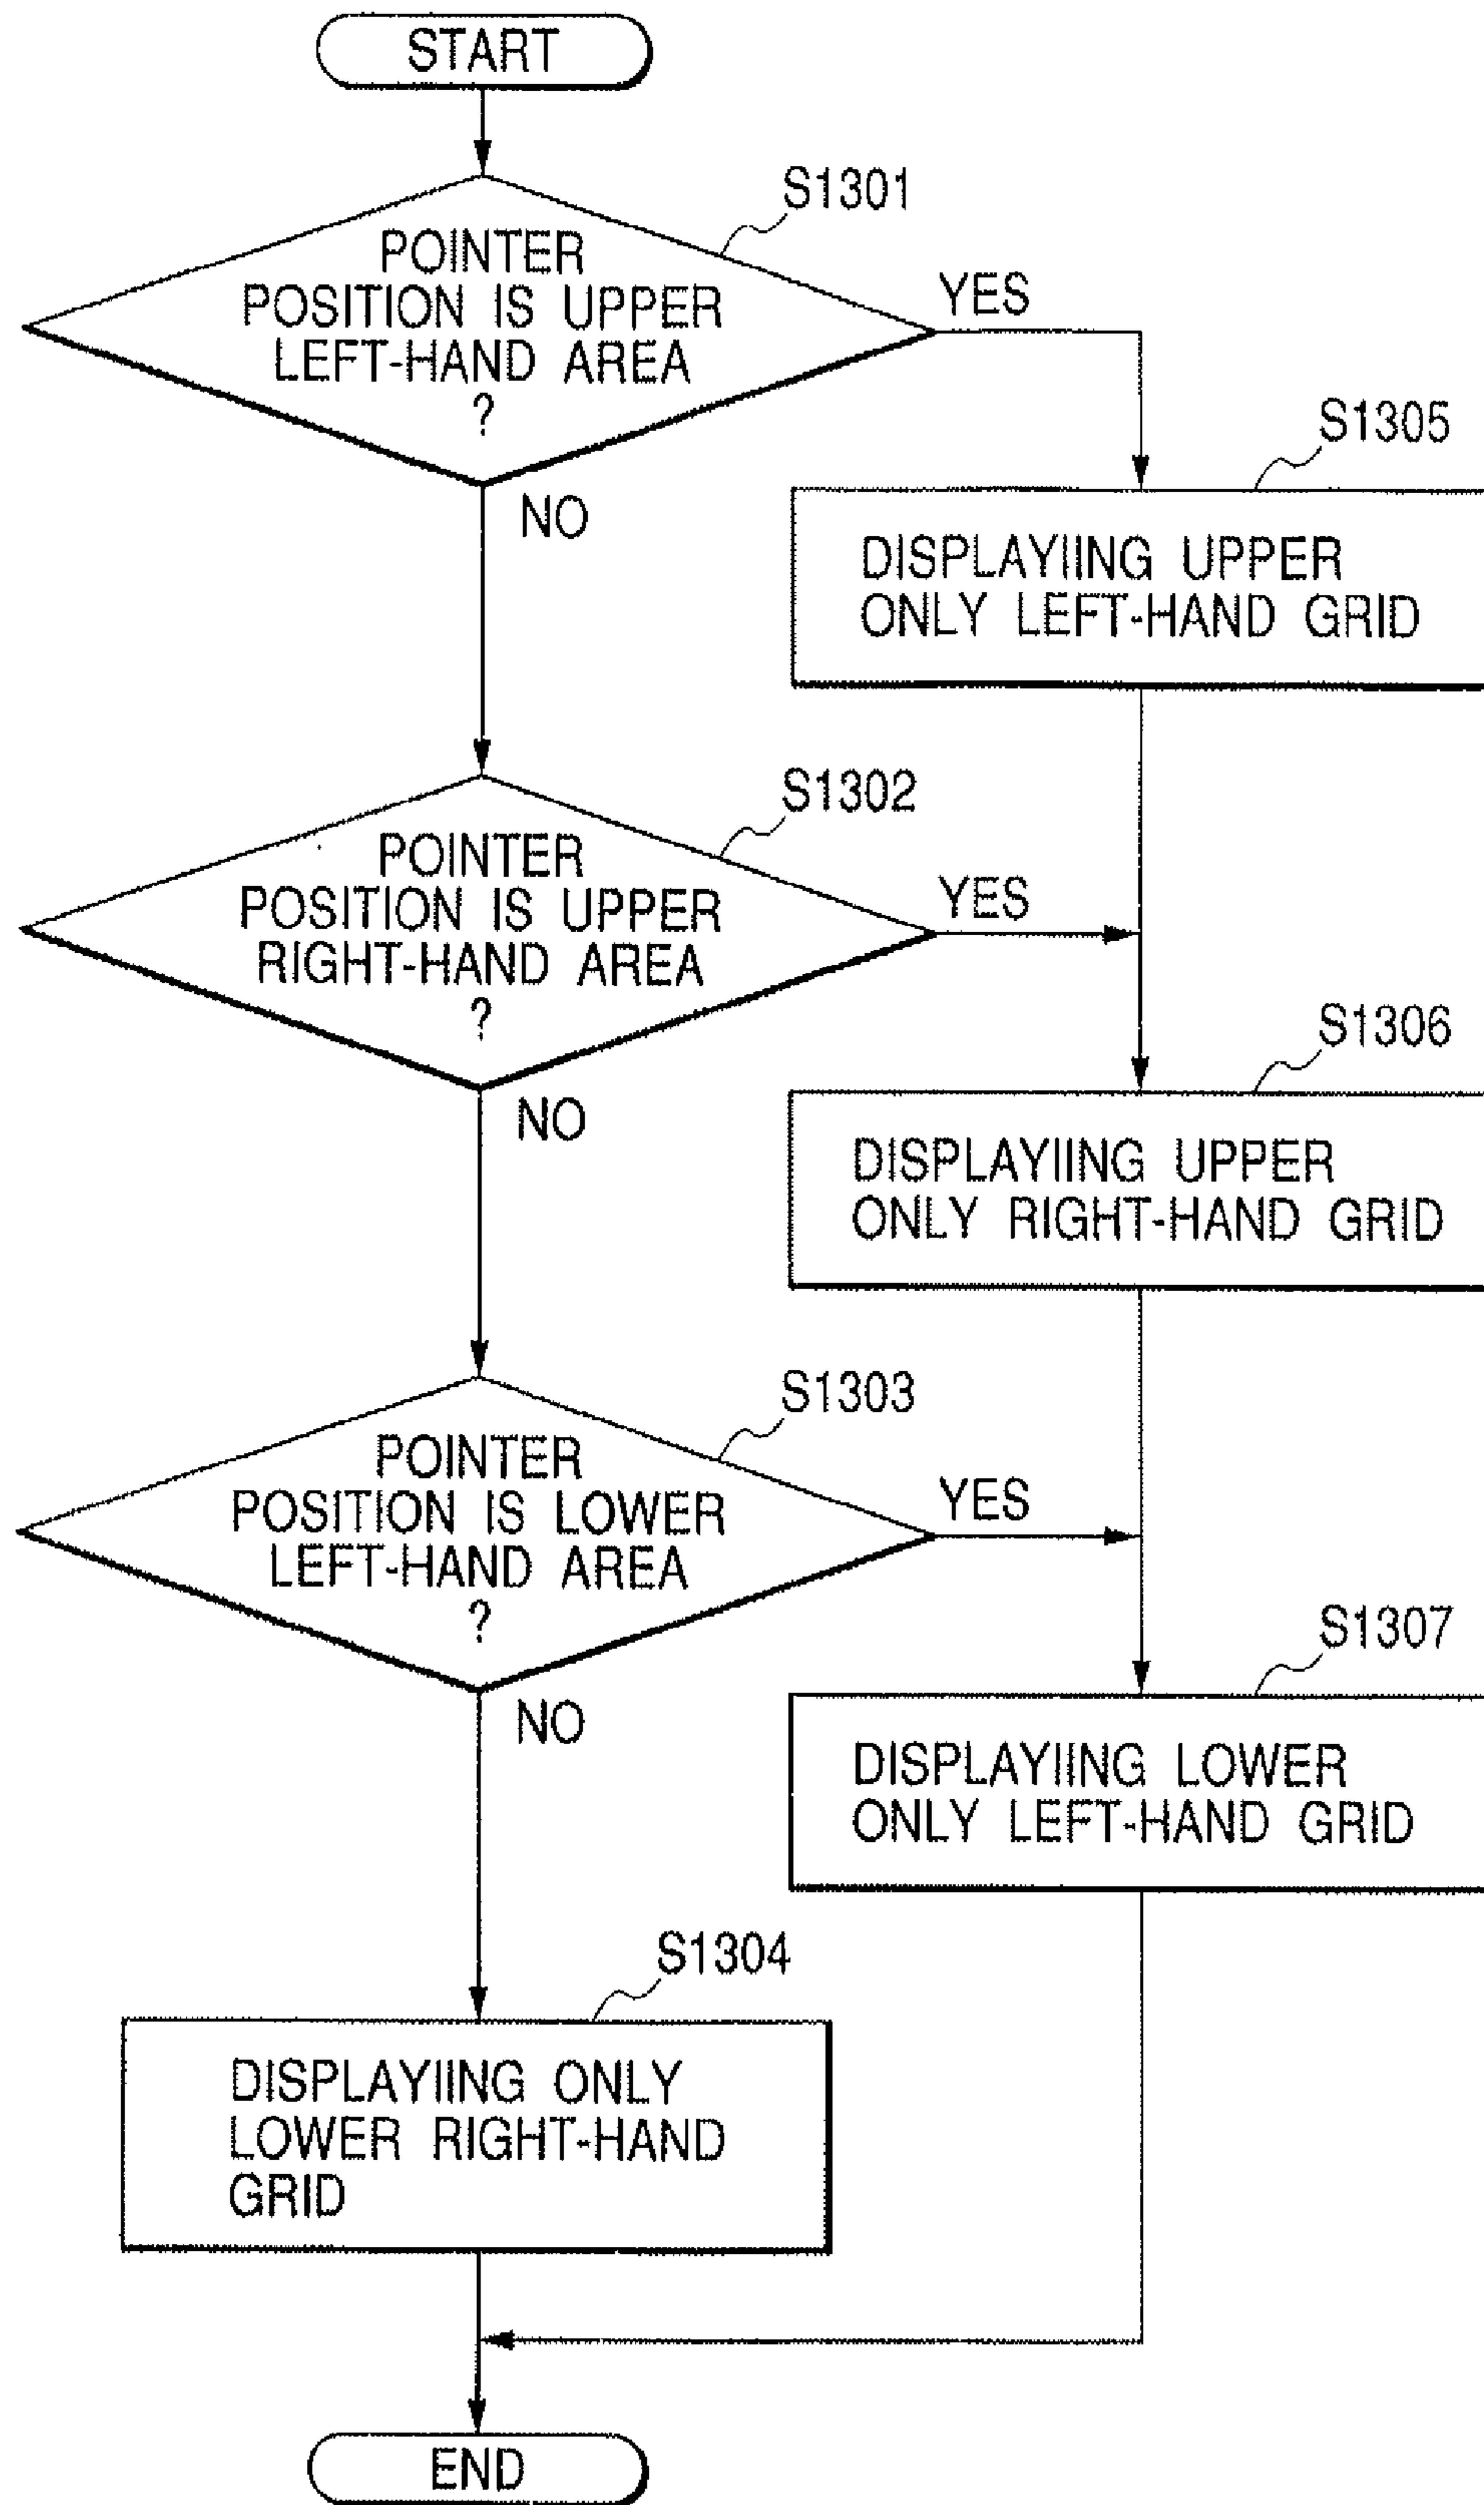 START
S1301
POINTER
POSITION IS UPPER
LEFT-HAND AREA
?
YES
NO
S1305
DISPLAYIING UPPER
ONLY LEFT-HAND GRID
S1302
POINTER
POSITION IS UPPER
RIGHT-HAND AREA
?
YES
NO
S1306
DISPLAYIING UPPER
ONLY RIGHT-HAND GRID
S1303
POINTER
POSITION IS LOWER
LEFT-HAND AREA
?
YES
NO
S1307
DISPLAYIING LOWER
ONLY LEFT-HAND GRID
S1304
DISPLAYIING ONLY
LOWER RIGHT-HAND
GRID
END